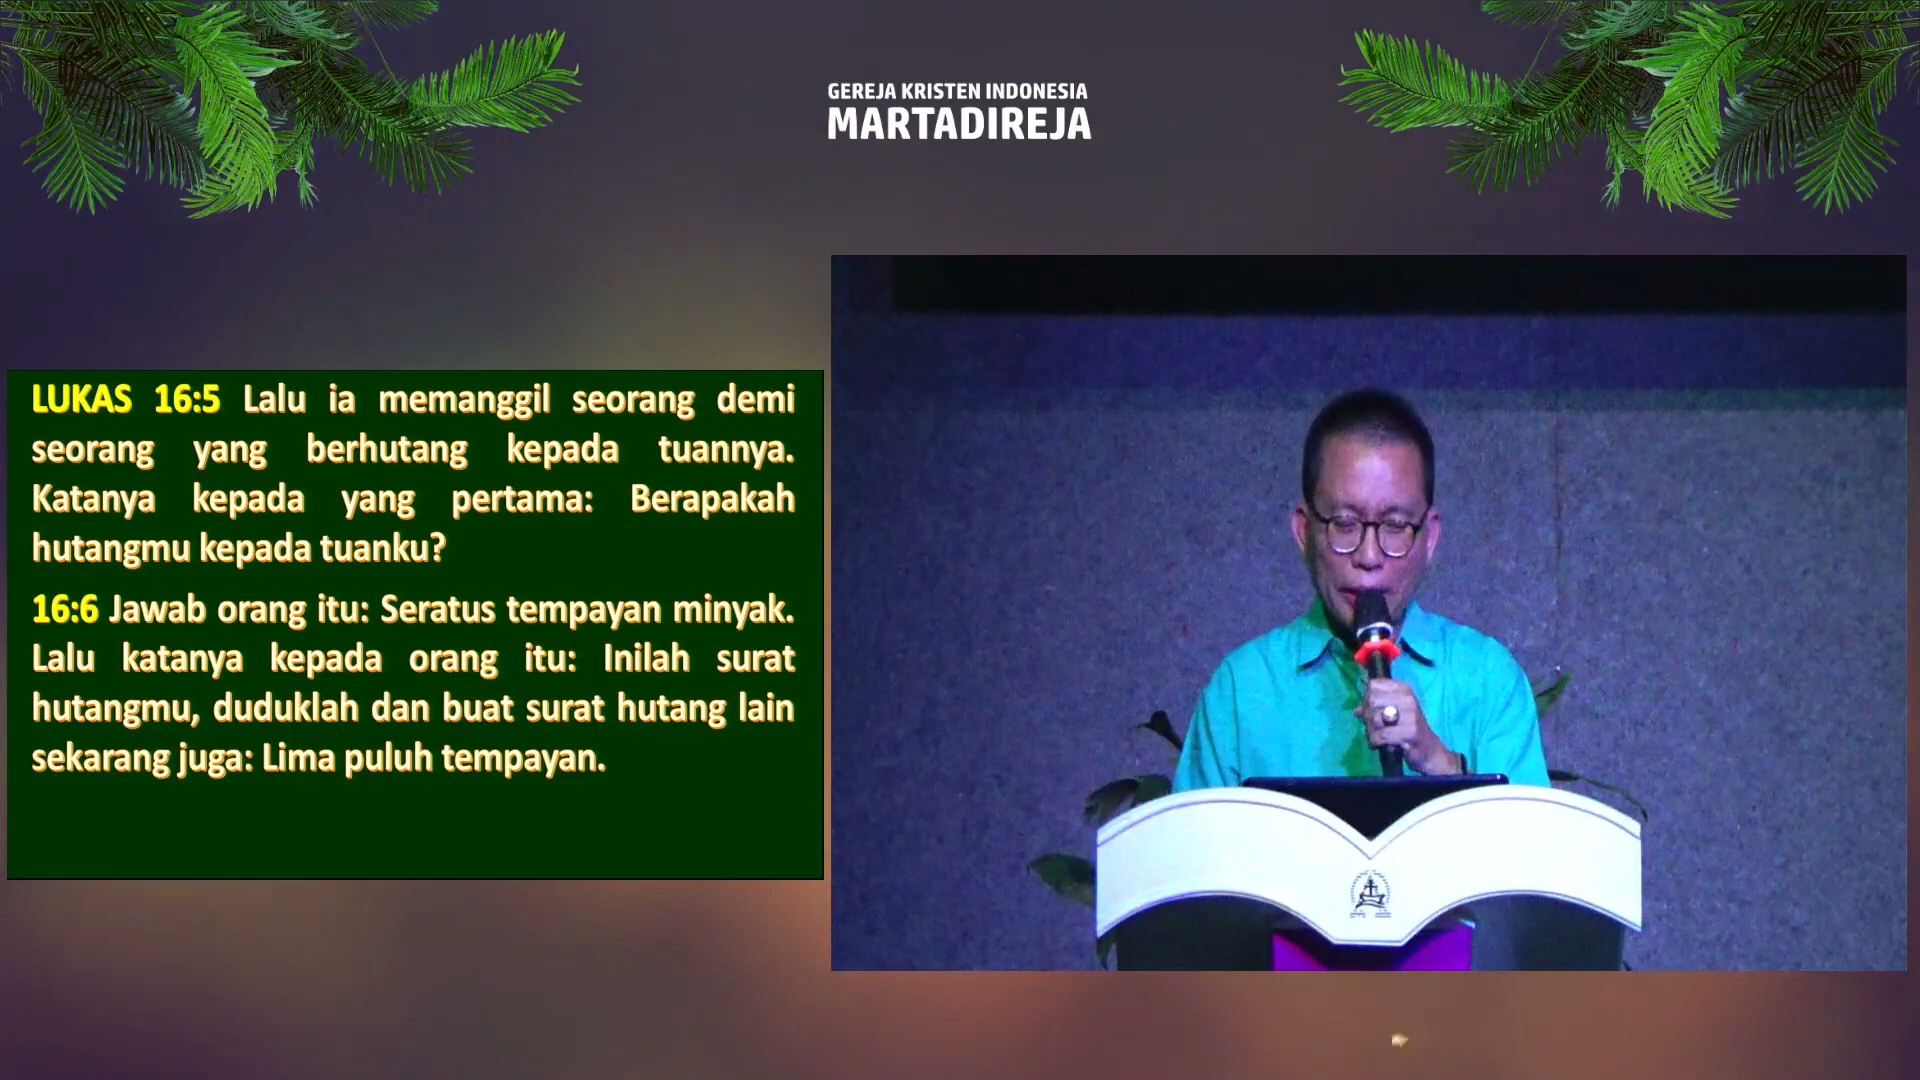 GEREJA KRISTEN INDONESIA
MARTADIREJA
LUKAS 16:5 Lalu ia memanggil seorang demi
seorang yang berhutang kepada tuannya.
Katanya kepada yang pertama: Berapakah
hutangmu kepada tuanku?
16:6 Jawab orang itu: Seratus tempayan minyak.
Lalu katanya kepada orang itu: Inilah surat
hutangmu, duduklah dan buat surat hutang lain
sekarang juga: Lima puluh tempayan.